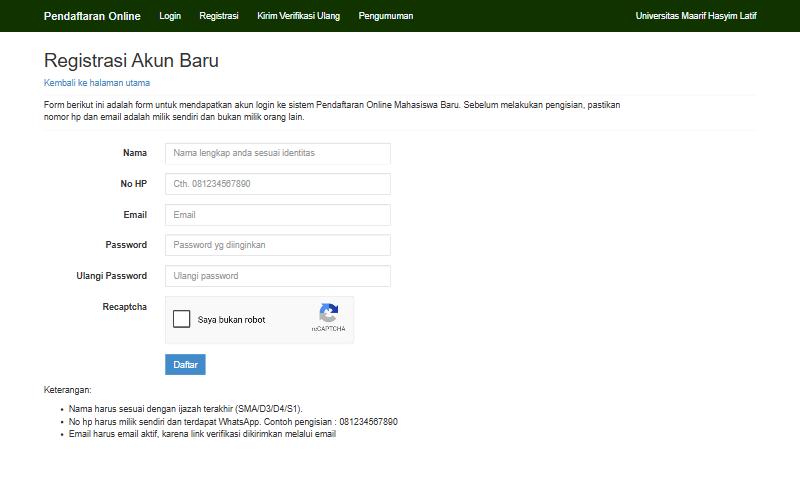 Pendaftaran Online Login Registrasi Kirim Verifikasi Ulang Pengumuman Universitas Maarif Hasyim Latif
Registrasi Akun Baru
Kembali ke halaman utama
Form berikut ini adalah form untuk mendapatkan akun login ke sistem Pendaftaran Online Mahasiswa Baru. Sebelum melakukan pengisian, pastikan
nomor hp dan email adalah milik sendiri dan bukan milik orang lain.
Nama Nama lengkap anda sesuai identitas
No HP Cth. 081234567890
Email Email
Password Password yg diinginkan
Ulangi Password Ulangi password
Recaptcha Saya bukan robot reCAPTCHA
Daftar
Keterangan:
• Nama harus sesuai dengan ijazah terakhir (SMA/D3/D4/S1).
• No hp harus milik sendiri dan terdapat WhatsApp. Contoh pengisian : 081234567890
• Email harus email aktif, karena link verifikasi dikirimkan melalui email